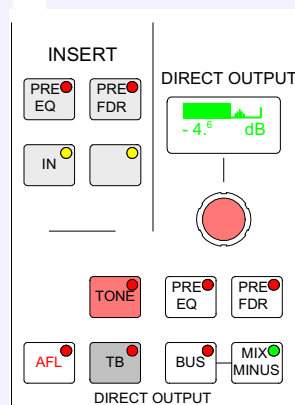 INSERT
PRE EQ
PRE FDR
IN
DIRECT OUTPUT
- 4.6 dB
TONE
PRE EQ
PRE FDR
AFL
TB
BUS
MIX MINUS
DIRECT OUTPUT